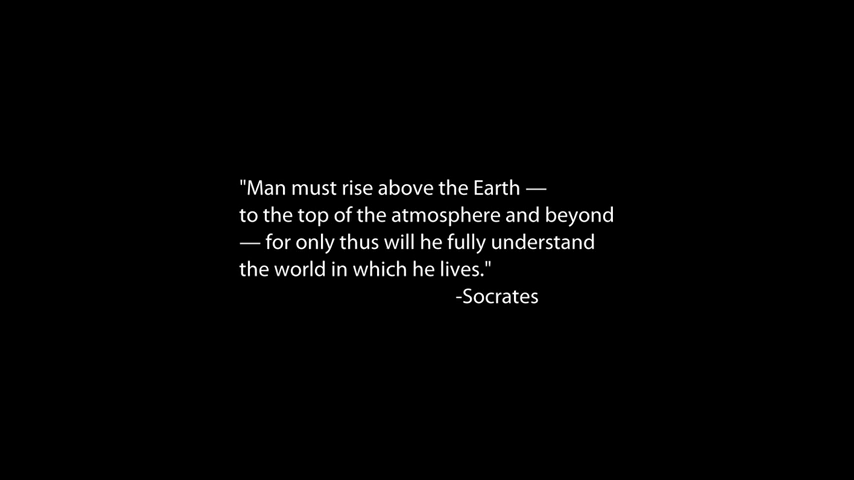 "Man must rise above the Earth —
to the top of the atmosphere and beyond
— for only thus will he fully understand
the world in which he lives."
-Socrates